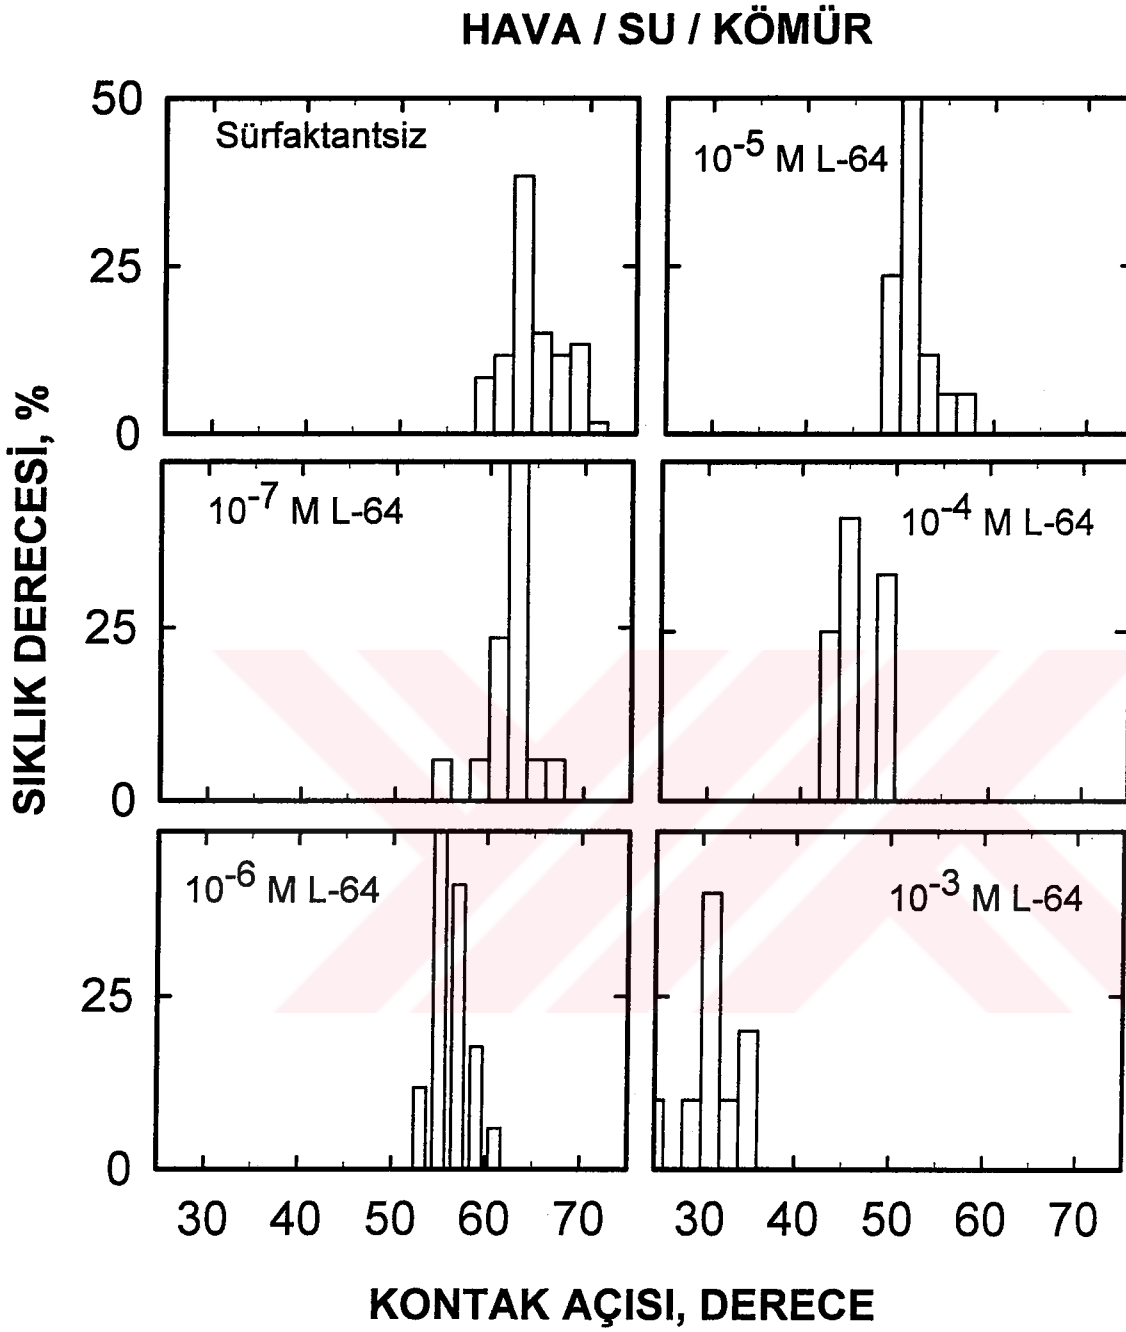 HAVA / SU / KÖMÜR
SIKLIK DERECESİ, %
50
25
0
Sürfaktantsiz
10⁻⁵ M L-64
25
0
10⁻⁷ M L-64
10⁻⁴ M L-64
25
0
10⁻⁶ M L-64
10⁻³ M L-64
30 40 50 60 70
30 40 50 60 70
KONTAK AÇISI, DERECE